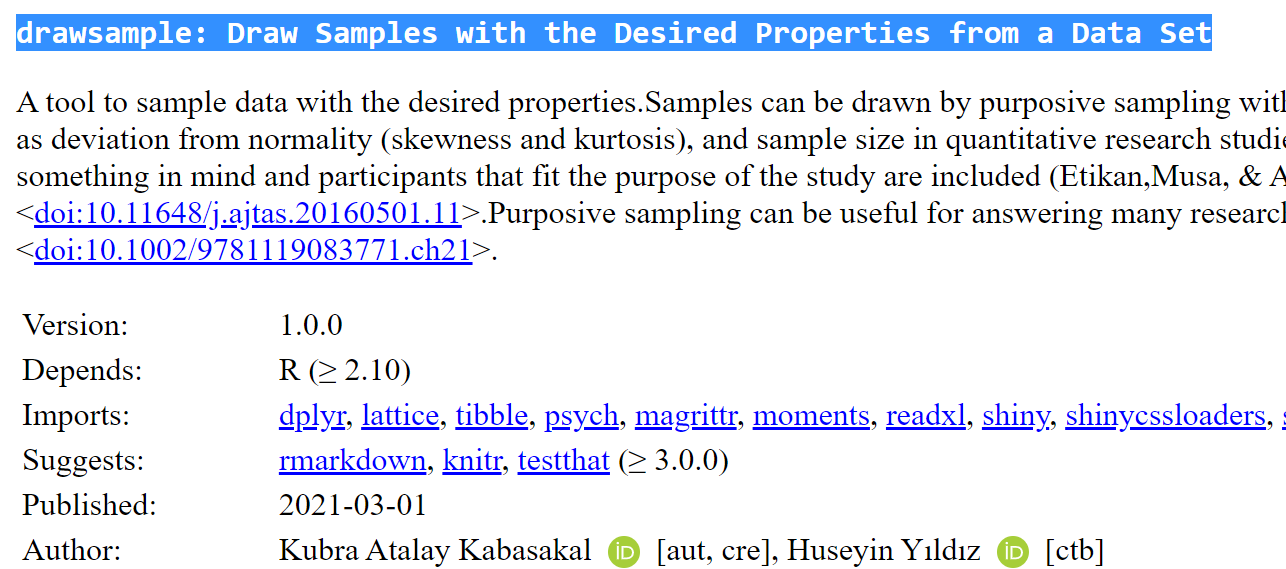 drawsample: Draw Samples with the Desired Properties from a Data Set
A tool to sample data with the desired properties.Samples can be drawn by purposive sampling with
as deviation from normality (skewness and kurtosis), and sample size in quantitative research studie
something in mind and participants that fit the purpose of the study are included (Etikan,Musa, & A
<doi:10.11648/j.ajtas.20160501.11>.Purposive sampling can be useful for answering many research
<doi:10.1002/9781119083771.ch21>.
Version: 1.0.0
Depends: R (≥ 2.10)
Imports: dplyr, lattice, tibble, psych, magrittr, moments, readxl, shiny, shinycssloaders,
Suggests: rmarkdown, knitr, testthat (≥ 3.0.0)
Published: 2021-03-01
Author: Kubra Atalay Kabasakal iD [aut, cre], Huseyin Yıldız iD [ctb]